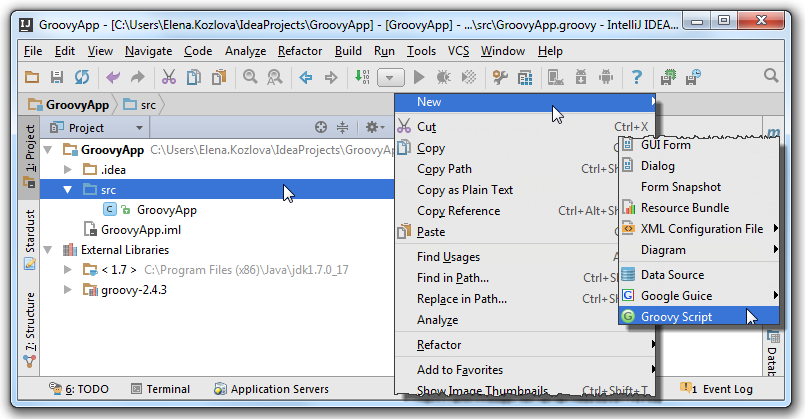 GroovyApp - [C:\Users\Elena.Kozlova\IdeaProjects\GroovyApp] - [GroovyApp] - ...\src\GroovyApp.groovy - IntelliJ IDEA...
File Edit View Navigate Code Analyze Refactor Build Run Tools VCS Window Help
GroovyApp src
1: Project
Stardust
7: Structure
Project
GroovyApp C:\Users\Elena.Kozlova\IdeaProjects\GroovyA
.idea
src
GroovyApp
GroovyApp.iml
External Libraries
< 1.7 > C:\Program Files (x86)\Java\jdk1.7.0_17
groovy-2.4.3
New
Cut Ctrl+X
Copy
Copy Path Ctrl+Sh
Copy as Plain Text
Copy Reference Ctrl+Alt+Sh
Paste
Find Usages
Find in Path... Ctrl+Sh
Replace in Path... Ctrl+Sh
Analyze
Refactor
Add to Favorites
Show Image Thumbnails Ctrl+Shift+T
GUI Form
Dialog
Form Snapshot
Resource Bundle
XML Configuration File
Diagram
Data Source
Google Guice
Groovy Script
m
Datab
6: TODO Terminal Application Servers 1 Event Log